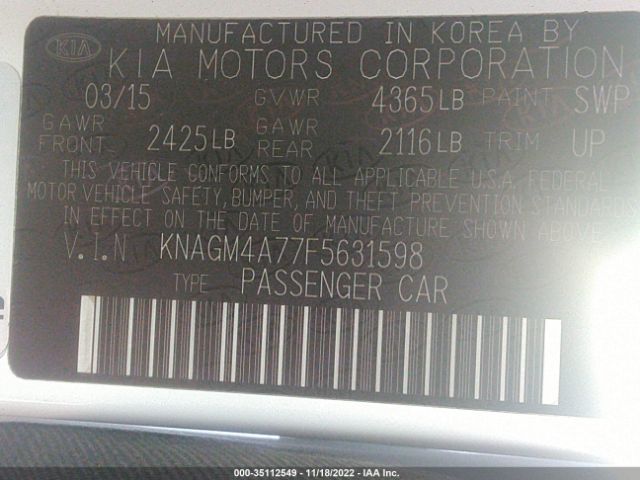 MANUFACTURED IN KOREA BY
KIA KIA MOTORS CORPORATION
03/15 GVWR 4365LB PAINT SWP
GAWR FRONT 2425LB GAWR REAR 2116LB TRIM UP
THIS VEHICLE CONFORMS TO ALL APPLICABLE U.S.A. FEDERAL
MOTOR VEHICLE SAFETY, BUMPER, AND THEFT PREVENTION STANDARDS
IN EFFECT ON THE DATE OF MANUFACTURE SHOWN ABOVE
V.I.N KNAGM4A77F5631598
TYPE PASSENGER CAR
000-35112549 - 11/18/2022 - IAA Inc.